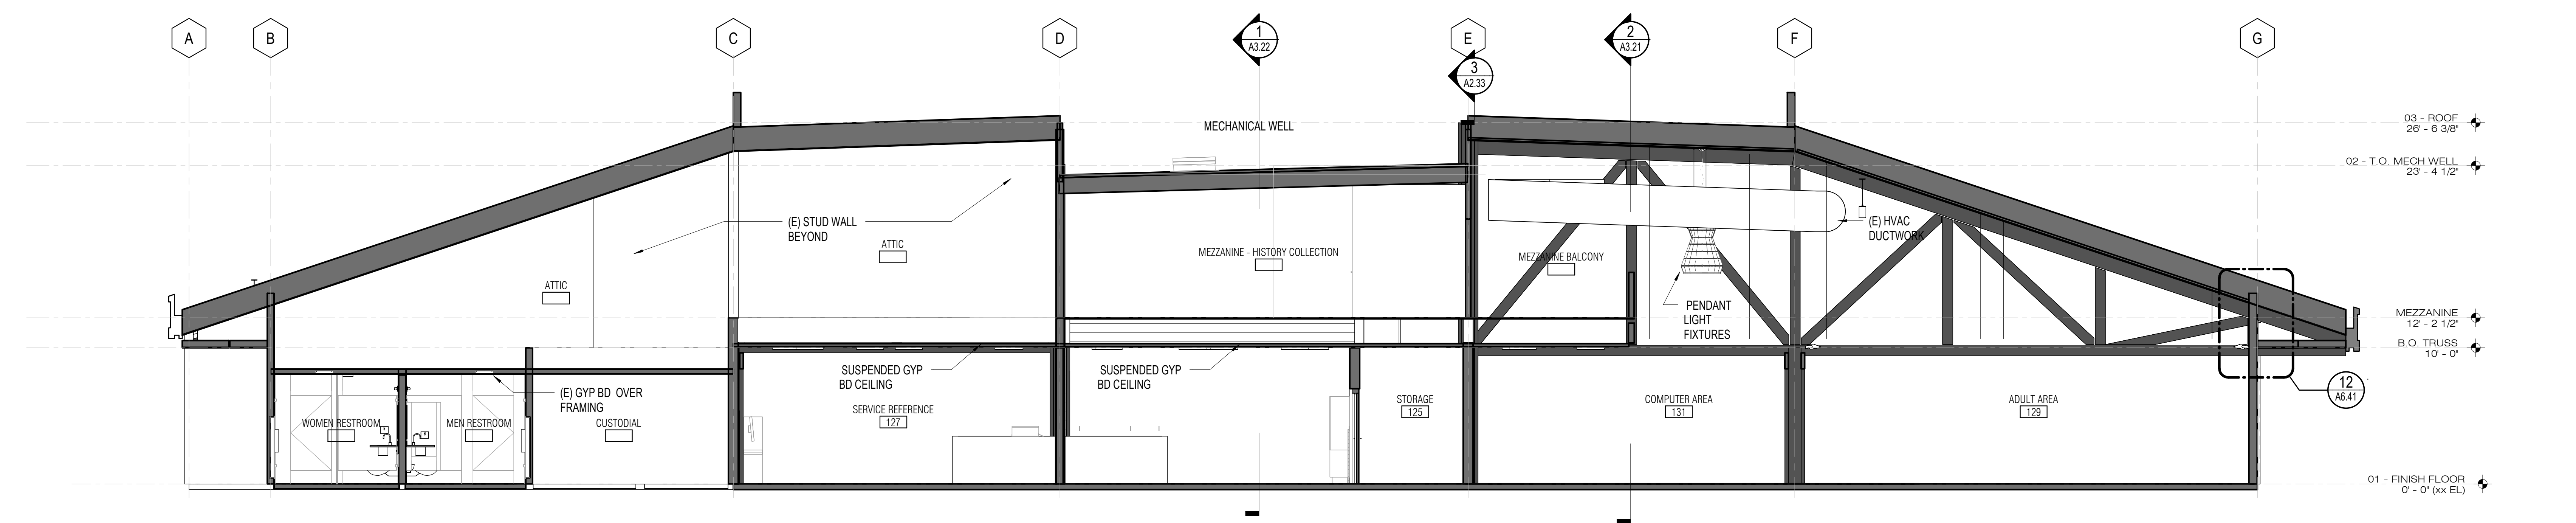 A
B
C
D
1
A3.22
E
3
A2.33
2
A3.21
F
G
MECHANICAL WELL
03 - ROOF
26' - 6 3/8"
02 - T.O. MECH WELL
23' - 4 1/2"
(E) STUD WALL
BEYOND
ATTIC
ATTIC
MEZZANINE - HISTORY COLLECTION
MEZZANINE BALCONY
(E) HVAC
DUCTWORK
PENDANT
LIGHT
FIXTURES
MEZZANINE
12' - 2 1/2"
B.O. TRUSS
10' - 0"
SUSPENDED GYP
BD CEILING
SUSPENDED GYP
BD CEILING
(E) GYP BD OVER
FRAMING
12
A6.41
WOMEN RESTROOM
MEN RESTROOM
CUSTODIAL
SERVICE REFERENCE
127
STORAGE
125
COMPUTER AREA
131
ADULT AREA
129
01 - FINISH FLOOR
0' - 0" (xx EL)